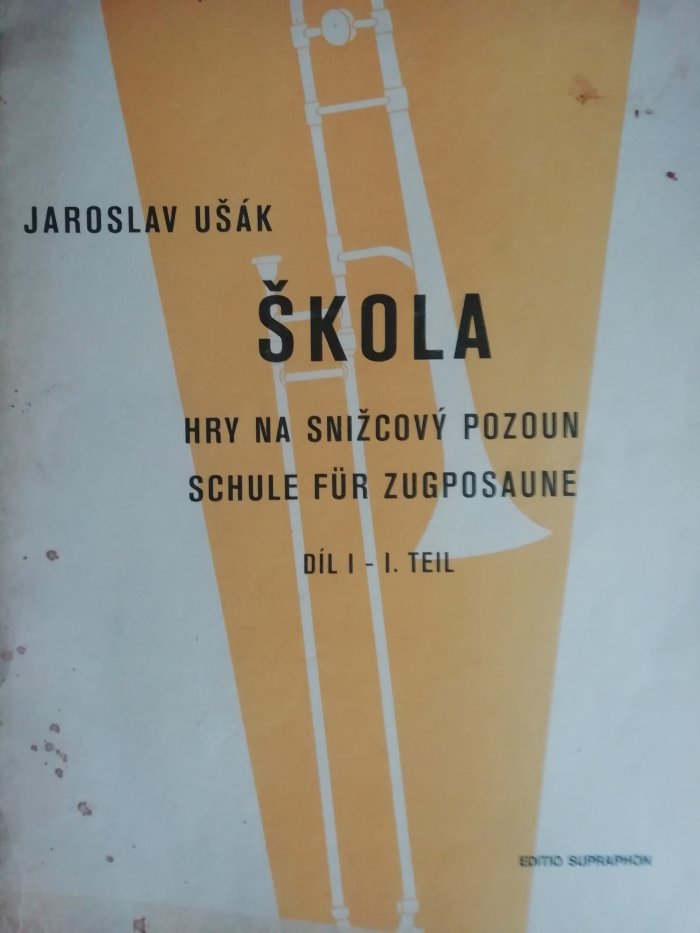 JAROSLAV UŠÁK
ŠKOLA
HRY NA SNIŽCOVÝ POZOUN
SCHULE FÜR ZUGPOSAUNE
DÍL I - I. TEIL
EDITIO SUPRAPHON